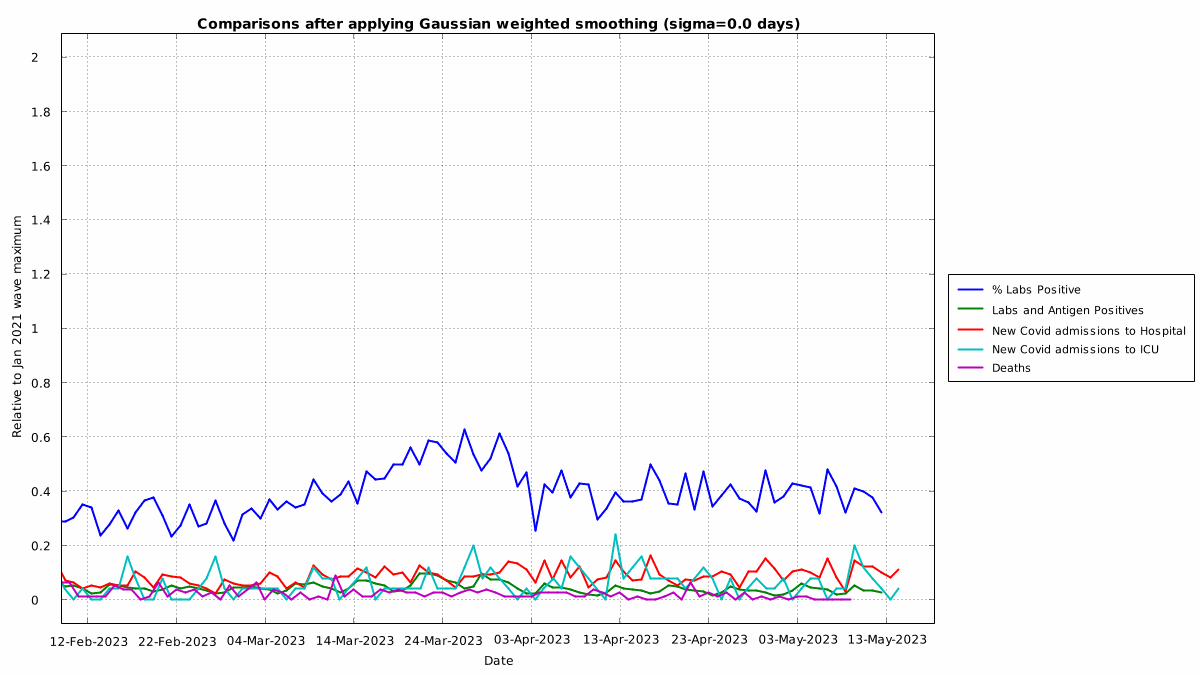 Comparisons after applying Gaussian weighted smoothing (sigma=0.0 days)
2
1.8
1.6
1.4
1.2
1
0.8
0.6
0.4
0.2
0
Relative to Jan 2021 wave maximum
12-Feb-2023 22-Feb-2023 04-Mar-2023 14-Mar-2023 24-Mar-2023 03-Apr-2023 13-Apr-2023 23-Apr-2023 03-May-2023 13-May-2023
Date
% Labs Positive
Labs and Antigen Positives
New Covid admissions to Hospital
New Covid admissions to ICU
Deaths